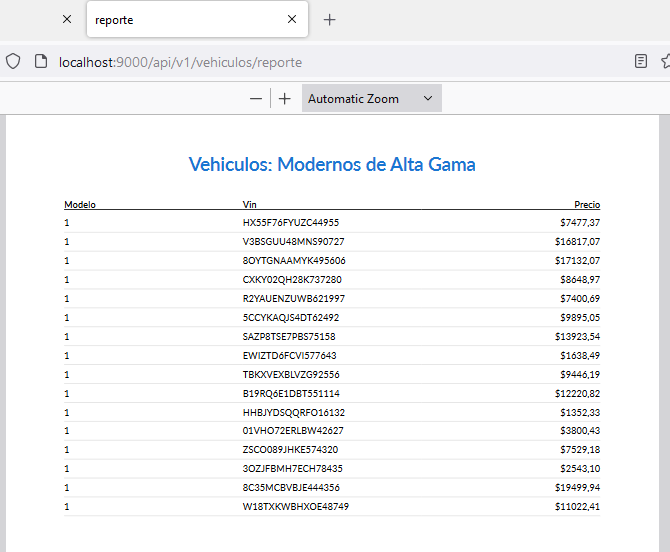 reporte
localhost:9000/api/v1/vehiculos/reporte
Automatic Zoom
Vehiculos: Modernos de Alta Gama
Modelo Vin Precio
1 HX55F76FYUZC44955 $7477,37
1 V3BSGUU48MNS90727 $16817,07
1 8OYTGNAAMYK495606 $17132,07
1 CXKY02QH28K737280 $8648,97
1 R2YAUENZUWB621997 $7400,69
1 5CCYKAQJS4DT62492 $9895,05
1 SAZP8TSE7PBS75158 $13923,54
1 EWIZTD6FCVI577643 $1638,49
1 TBKXVEXBLVZG92556 $9446,19
1 B19RQ6E1DBT551114 $12220,82
1 HHBJYDSQQRFO16132 $1352,33
1 01VHO72ERLBW42627 $3800,43
1 ZSCO089JHKE574320 $7529,18
1 3OZJFBMH7ECH78435 $2543,10
1 8C35MCBVBJE444356 $19499,94
1 W18TXKWBHXOE48749 $11022,41